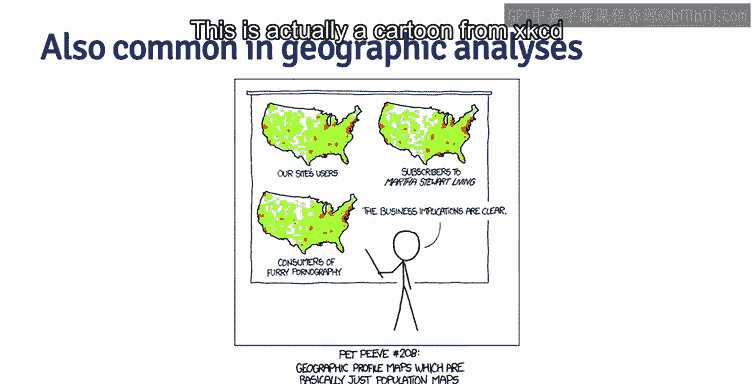 This is actually a cartoon from xkcd
Also common in geographic analyses
OUR SITE'S USERS
SUBSCRIBERS TO
MARTHA STEWART LIVING
THE BUSINESS IMPLICATIONS ARE CLEAR.
CONSUMERS OF
FURRY PORNOGRAPHY
PET PEEVE #208:
GEOGRAPHIC PROFILE MAPS WHICH ARE
BASICALLY JUST POPULATION MAPS